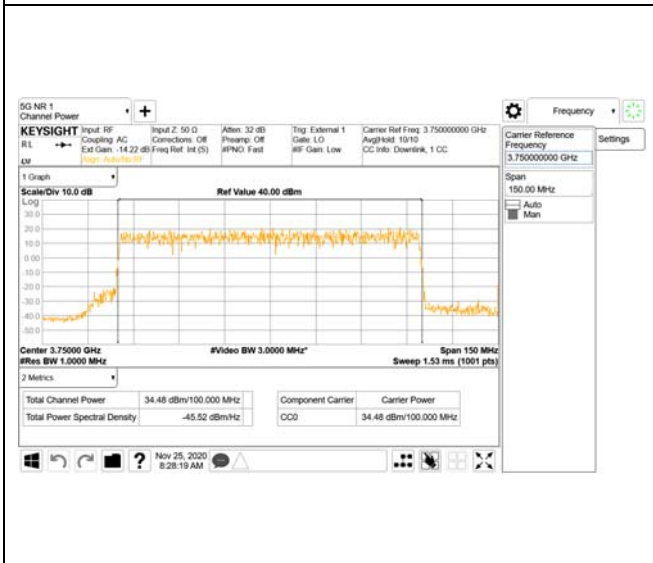 5G NR 1
Channel Power
Frequency
KEYSIGHT
RL
Input: RF
Coupling: AC
Ext Gain: -14.22 dB
Align: Auto/No RF
Input Z: 50 Ω
Corrections: Off
Freq Ref: Int (S)
Atten: 32 dB
Preamp: Off
#PNO: Fast
Trig: External 1
Gate: LO
#IF Gain: Low
Carrier Ref Freq: 3.750000000 GHz
Avg|Hold: 10/10
CC Info: Downlink, 1 CC
Carrier Reference
Frequency
3.750000000 GHz
Settings
Span
150.00 MHz
Auto
Man
1 Graph
Scale/Div 10.0 dB
Ref Value 40.00 dBm
Log
30.0
20.0
10.0
0.00
-10.0
-20.0
-30.0
-40.0
-50.0
Center 3.75000 GHz
#Video BW 3.0000 MHz*
Span 150 MHz
#Res BW 1.0000 MHz
Sweep 1.53 ms (1001 pts)
2 Metrics
Total Channel Power 34.48 dBm/100.000 MHz
Total Power Spectral Density -45.52 dBm/Hz
Component Carrier Carrier Power
CC0 34.48 dBm/100.000 MHz
?
Nov 25, 2020
8:28:19 AM